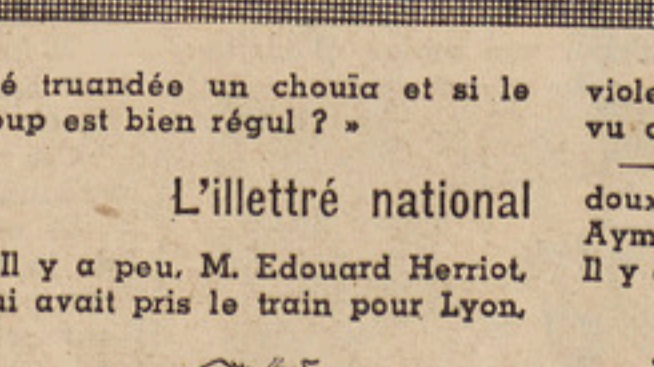 é truandée un chouïa et si le
oup est bien régul ? »
L'illettré national
Il y a peu, M. Edouard Herriot,
ui avait pris le train pour Lyon,
viole
vu
doux
Aym
Il y